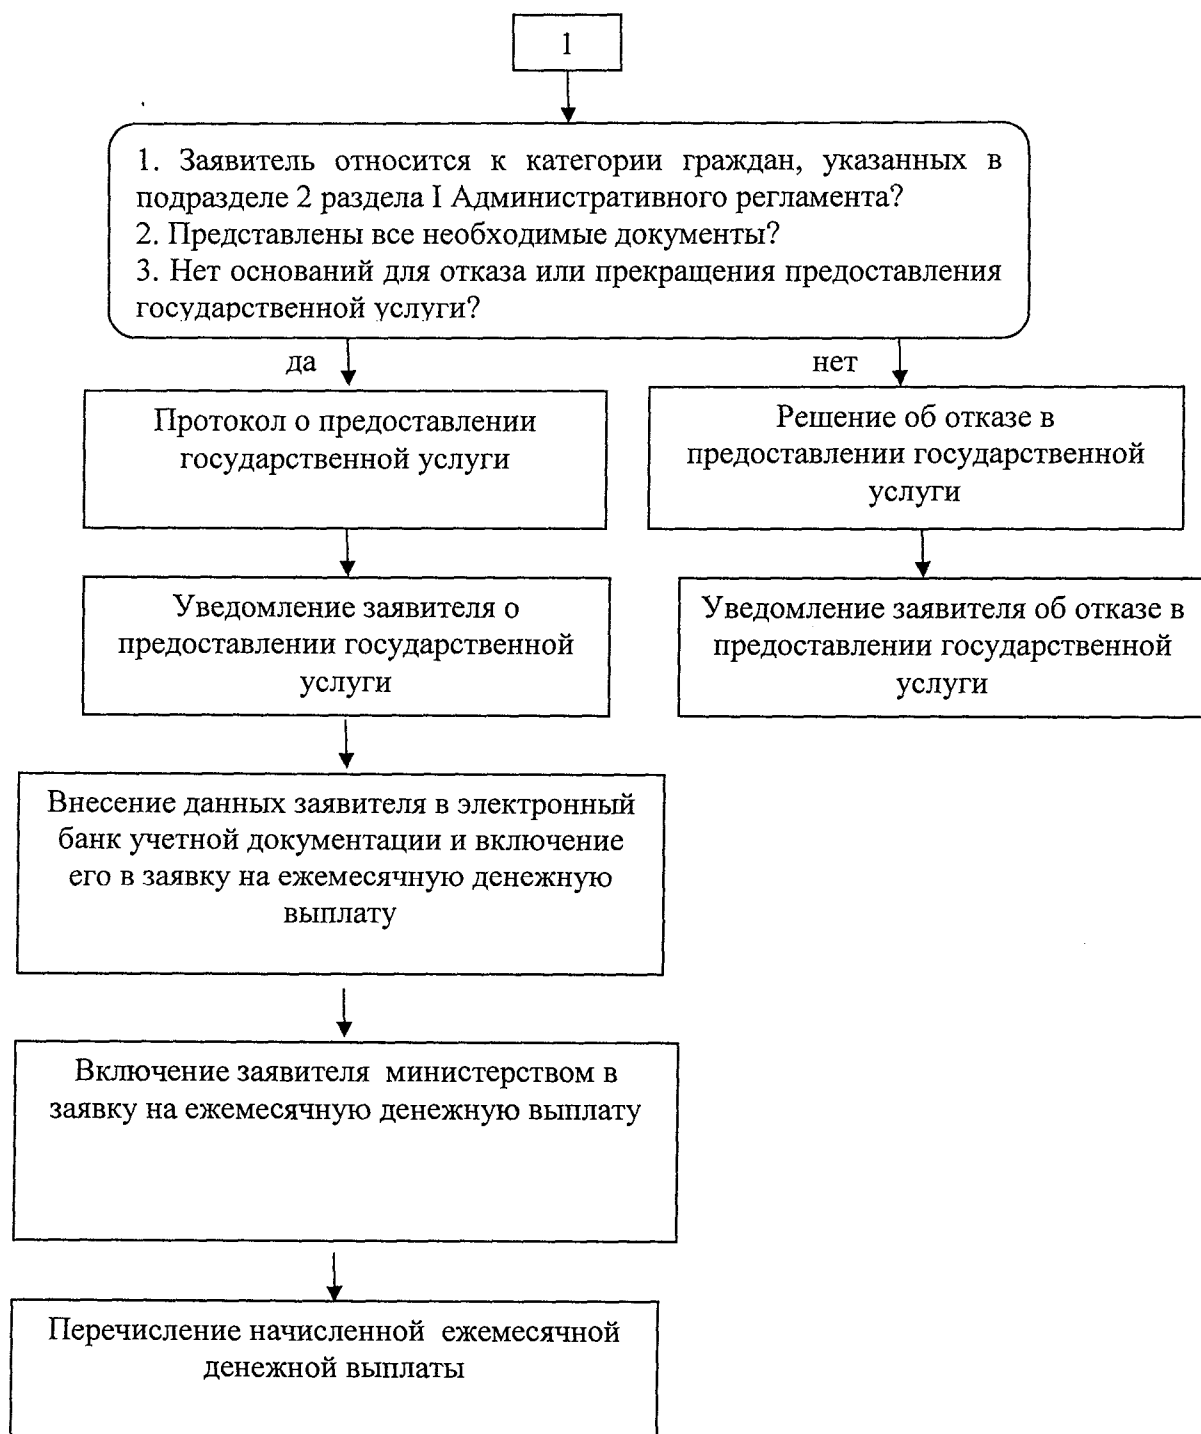 1
1. Заявитель относится к категории граждан, указанных в
подразделе 2 раздела I Административного регламента?
2. Представлены все необходимые документы?
3. Нет оснований для отказа или прекращения предоставления
государственной услуги?
да
нет
Протокол о предоставлении
государственной услуги
Решение об отказе в
предоставлении государственной
услуги
Уведомление заявителя о
предоставлении государственной
услуги
Уведомление заявителя об отказе в
предоставлении государственной
услуги
Внесение данных заявителя в электронный
банк учетной документации и включение
его в заявку на ежемесячную денежную
выплату
Включение заявителя министерством в
заявку на ежемесячную денежную выплату
Перечисление начисленной ежемесячной
денежной выплаты